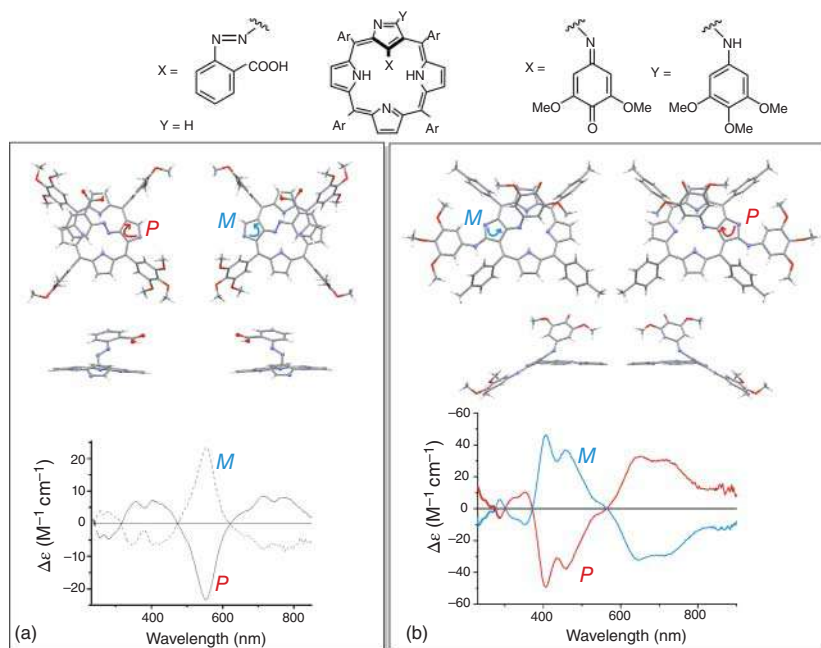 X =
N=N
COOH
Y = H
N Y
Ar Ar
X
NH HN
N
Ar Ar
X =
N
MeO OMe
O
Y =
NH
MeO OMe
OMe
P
M
M
P
20
10
0
−10
−20
Δε (M⁻¹ cm⁻¹)
M
P
400 600 800
Wavelength (nm)
(a)
−60
40
20
0
−20
−40
−60
Δε (M⁻¹ cm⁻¹)
M
P
400 600 800
Wavelength (nm)
(b)